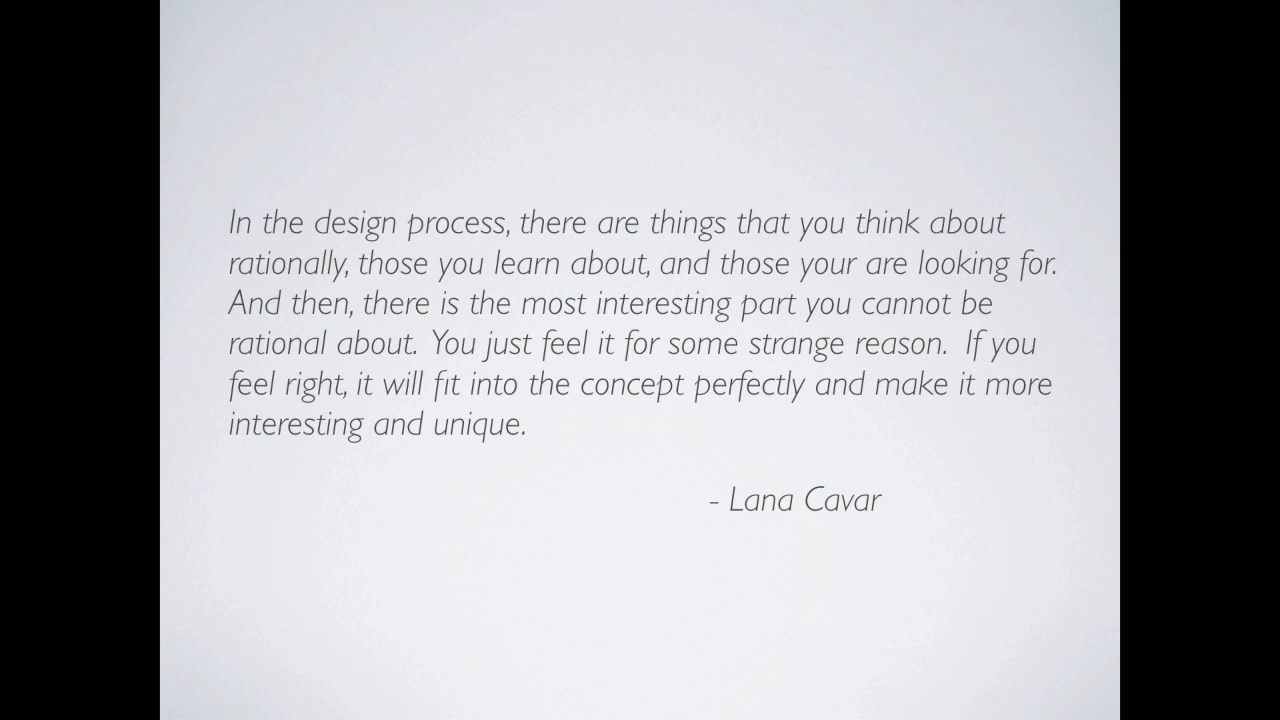 In the design process, there are things that you think about
rationally, those you learn about, and those your are looking for.
And then, there is the most interesting part you cannot be
rational about.  You just feel it for some strange reason.  If you
feel right, it will fit into the concept perfectly and make it more
interesting and unique.
- Lana Cavar